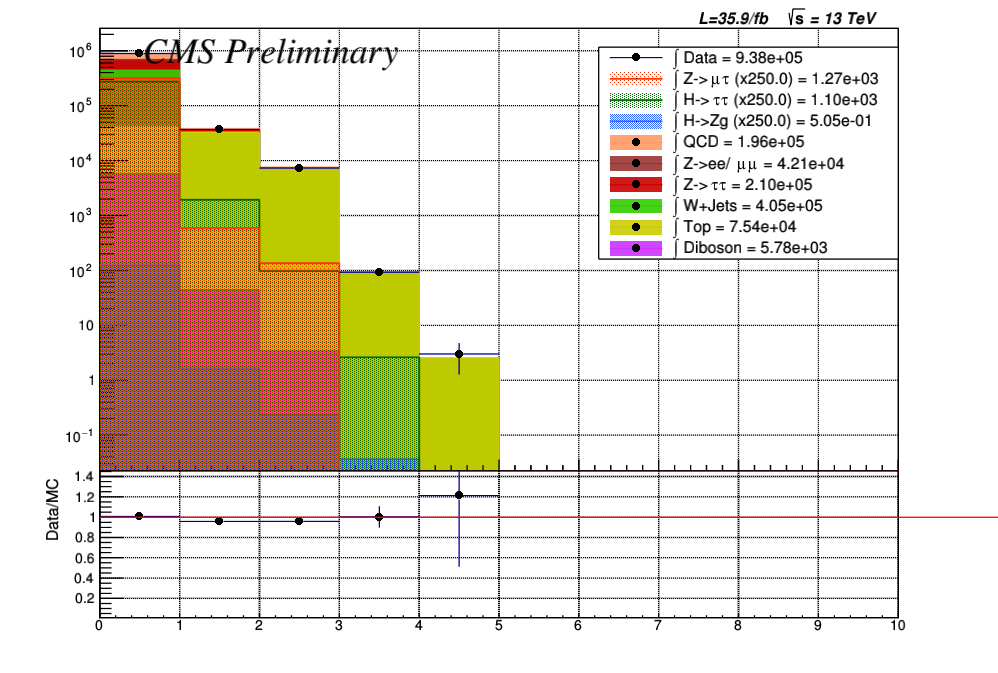 L=35.9/fb √s = 13 TeV
CMS Preliminary
∫ Data = 9.38e+05
∫ Z->μτ (x250.0) = 1.27e+03
∫ H->ττ (x250.0) = 1.10e+03
∫ H->Zg (x250.0) = 5.05e-01
∫ QCD = 1.96e+05
∫ Z->ee/ μμ = 4.21e+04
∫ Z->ττ = 2.10e+05
∫ W+Jets = 4.05e+05
∫ Top = 7.54e+04
∫ Diboson = 5.78e+03
10⁶
10⁵
10⁴
10³
10²
10
1
10⁻¹
Data/MC
1.4
1.2
1
0.8
0.6
0.4
0.2
0 1 2 3 4 5 6 7 8 9 10